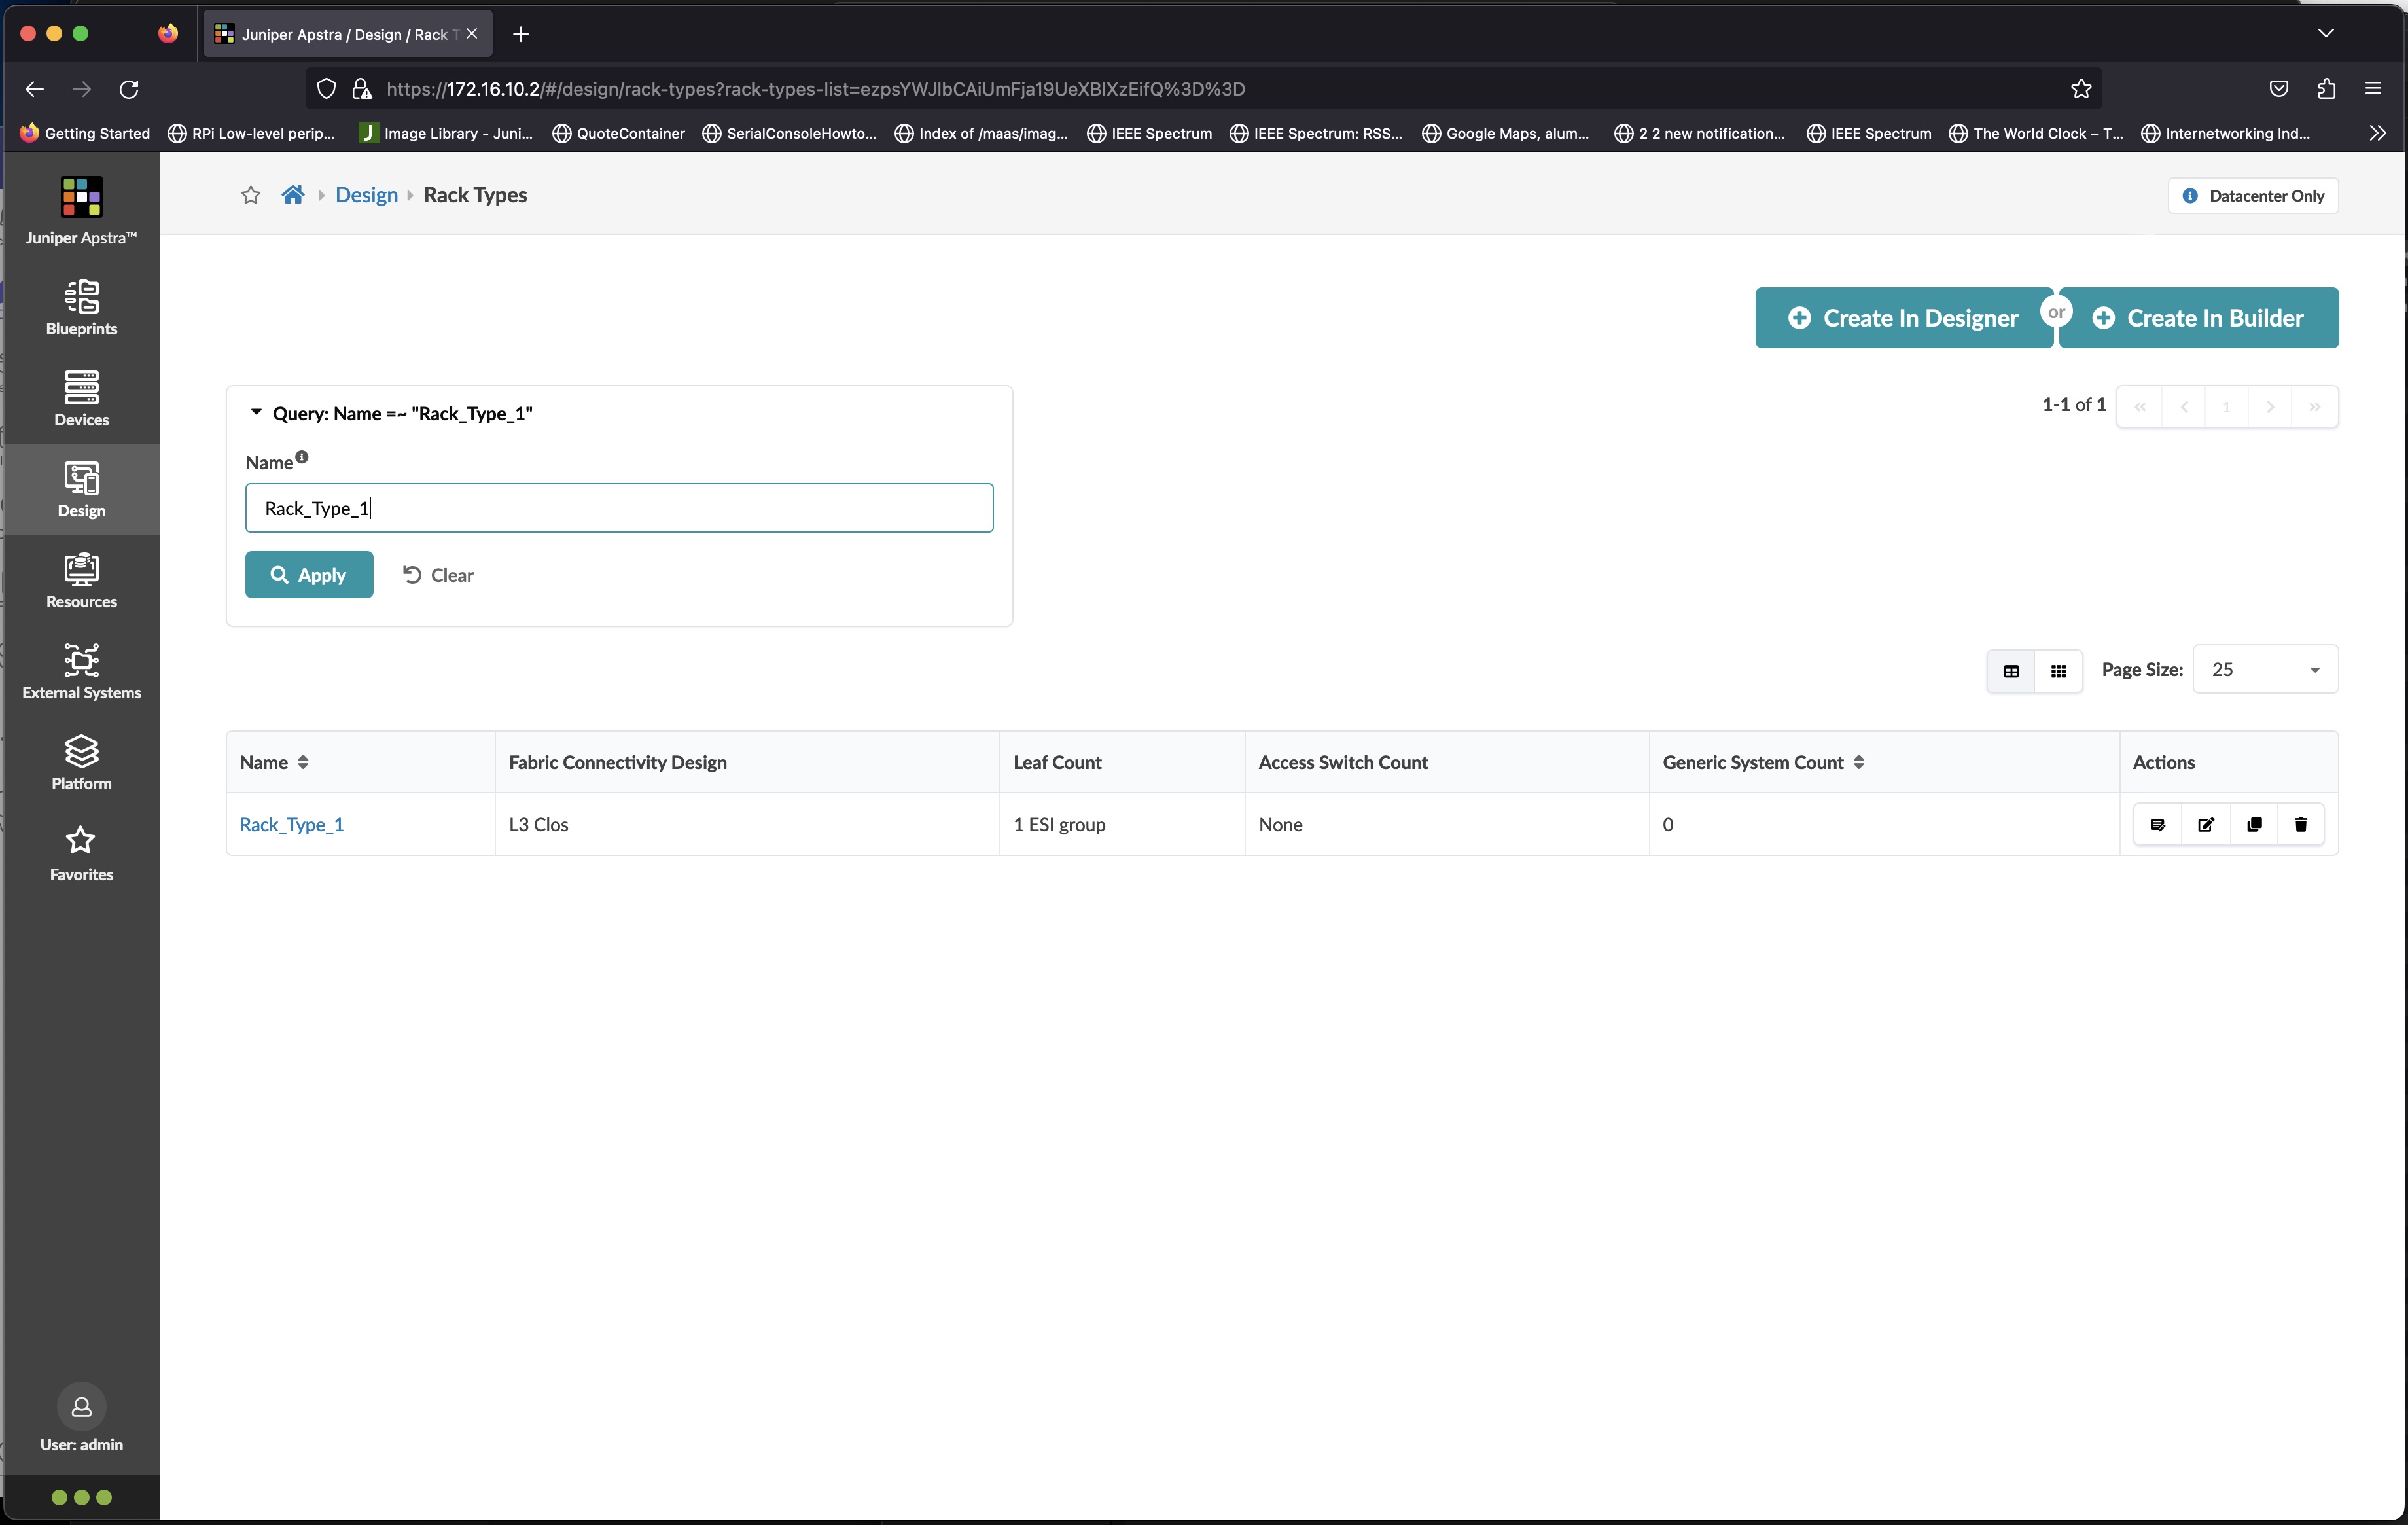 Juniper Apstra / Design / Rack T
https://172.16.10.2/#/design/rack-types?rack-types-list=ezpsYWJlbCAiUmFja19UeXBlXzEifQ%3D%3D
Getting Started RPi Low-level perip... Image Library - Juni... QuoteContainer SerialConsoleHowto... Index of /maas/imag... IEEE Spectrum IEEE Spectrum: RSS... Google Maps, alum... 2 2 new notification... IEEE Spectrum The World Clock – T... Internetworking Ind...
Juniper Apstra™
Blueprints
Devices
Design
Resources
External Systems
Platform
Favorites
User: admin
Design Rack Types
Datacenter Only
Create In Designer or Create In Builder
Query: Name =~ "Rack_Type_1"
1-1 of 1 « < 1 > »
Name
Rack_Type_1
Apply Clear
Page Size: 25
Name Fabric Connectivity Design Leaf Count Access Switch Count Generic System Count Actions
Rack_Type_1 L3 Clos 1 ESI group None 0